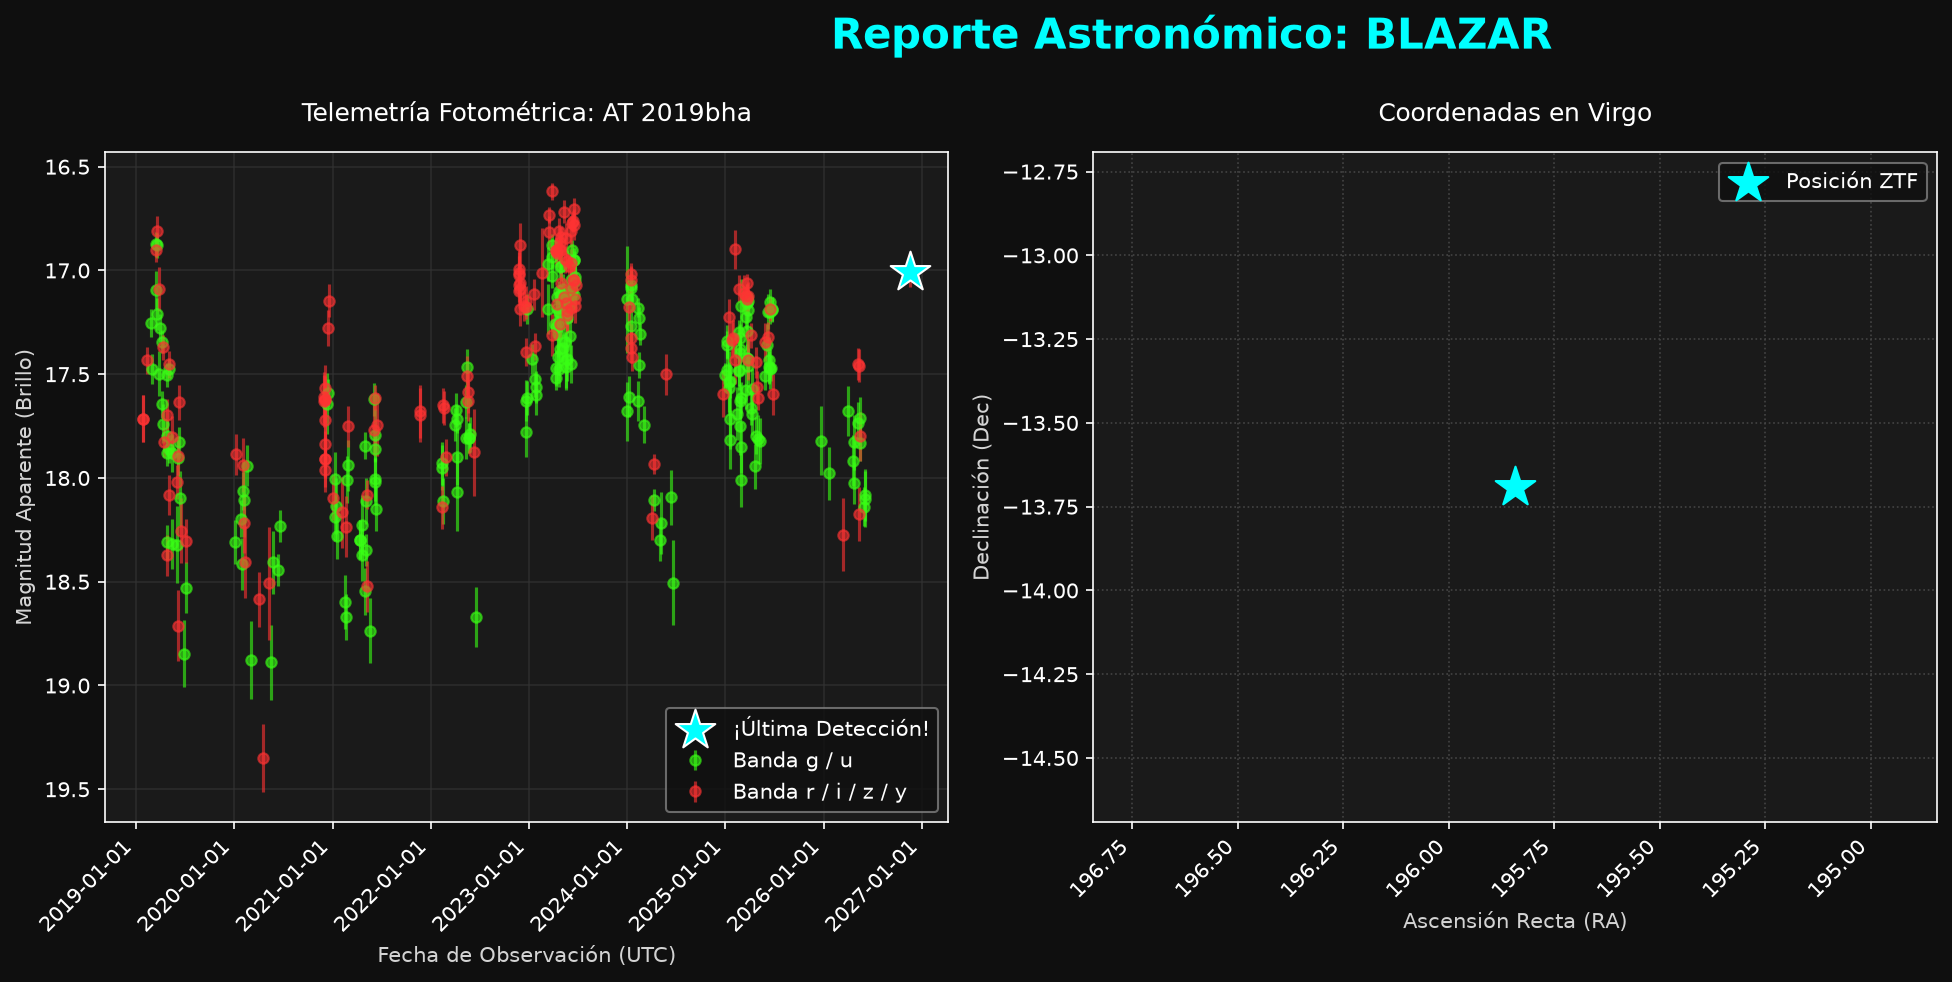 Reporte Astronómico: BLAZAR
Telemetría Fotométrica: AT 2019bha
Magnitud Aparente (Brillo)
16.5
17.0
17.5
18.0
18.5
19.0
19.5
¡Última Detección!
Banda g / u
Banda r / i / z / y
2019-01-01
2020-01-01
2021-01-01
2022-01-01
2023-01-01
2024-01-01
2025-01-01
2026-01-01
2027-01-01
Fecha de Observación (UTC)
Coordenadas en Virgo
Declinación (Dec)
−12.75
−13.00
−13.25
−13.50
−13.75
−14.00
−14.25
−14.50
Posición ZTF
196.75
196.50
196.25
196.00
195.75
195.50
195.25
195.00
Ascensión Recta (RA)